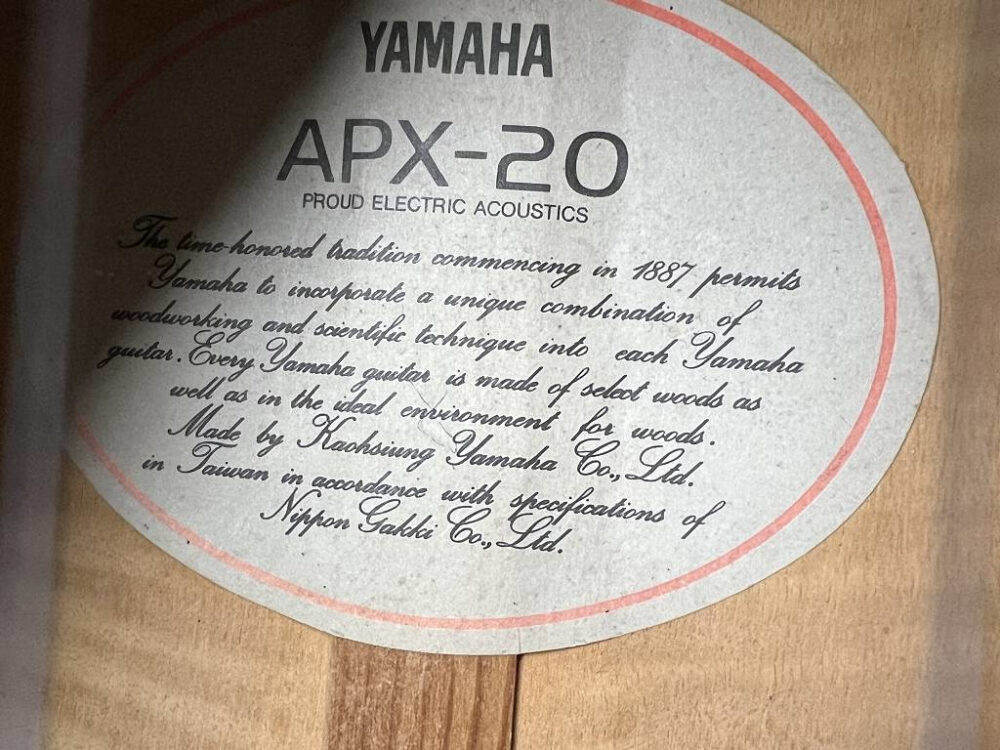 YAMAHA
APX-20
PROUD ELECTRIC ACOUSTICS
The time-honored tradition commencing in 1887 permits
Yamaha to incorporate a unique combination of
woodworking and scientific technique into each Yamaha
guitar. Every Yamaha guitar is made of select woods as
well as in the ideal environment for woods.
Made by Kaohsiung Yamaha Co., Ltd.
in Taiwan in accordance with specifications of
Nippon Gakki Co., Ltd.